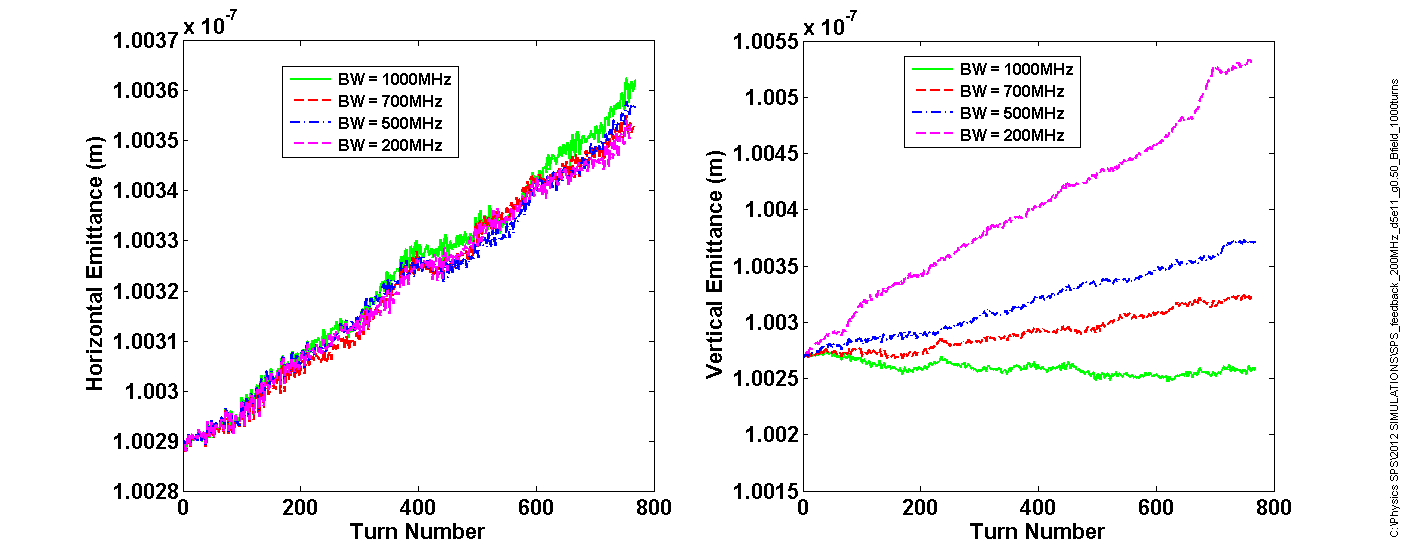 x 10^-7
1.0037
1.0036
1.0035
1.0034
1.0033
1.0032
1.0031
1.003
1.0029
1.0028
Horizontal Emittance (m)
BW = 1000MHz
BW = 700MHz
BW = 500MHz
BW = 200MHz
0 200 400 600 800
Turn Number
x 10^-7
1.0055
1.005
1.0045
1.004
1.0035
1.003
1.0025
1.002
1.0015
Vertical Emittance (m)
BW = 1000MHz
BW = 700MHz
BW = 500MHz
BW = 200MHz
0 200 400 600 800
Turn Number
C:\Physics SPS\2012 SIMULATIONS\SPS_feedback_200MHz_d5e11_g0.50_Bfield_1000turns